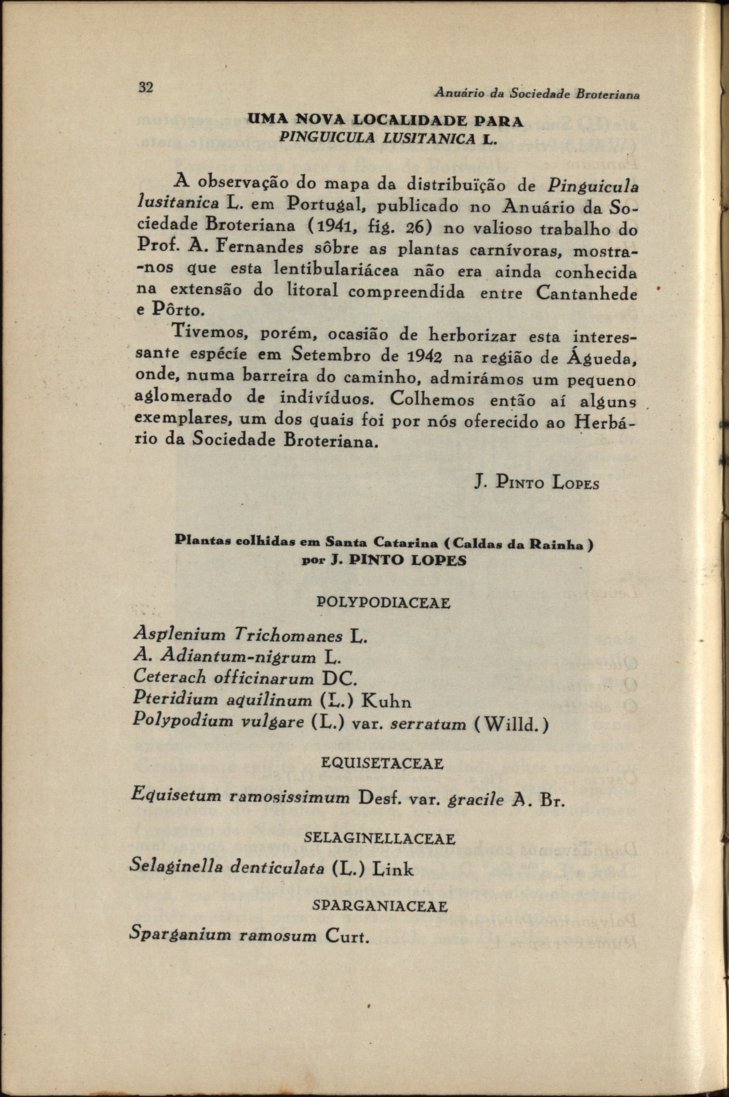 32
Anuário da Sociedade Broteriana
UMA NOVA LOCALIDADE PARA
PINGUICULA LUSITANICA L.
A observação do mapa da distribuïção de Pinguicula
lusitanica L. em Portugal, publicado no Anuário da So-
ciedade Broteriana (1941, fig. 26) no valioso trabalho do
Prof. A. Fernandes sôbre as plantas carnívoras, mostra-
-nos que esta lentibulariácea não era ainda conhecida
na extensão do litoral compreendida entre Cantanhede
e Pôrto.
Tivemos, porém, ocasião de herborizar esta interes-
sante espécie em Setembro de 1942 na região de Águeda,
onde, numa barreira do caminho, admirámos um pequeno
aglomerado de indivíduos. Colhemos então aí alguns
exemplares, um dos quais foi por nós oferecido ao Herbá-
rio da Sociedade Broteriana.
J. PINTO LOPES
Plantas colhidas em Santa Catarina (Caldas da Rainha)
por J. PINTO LOPES
POLYPODIACEAE
Asplenium Trichomanes L.
A. Adiantum-nigrum L.
Ceterach officinarum DC.
Pteridium aquilinum (L.) Kuhn
Polypodium vulgare (L.) var. serratum (Willd.)
EQUISETACEAE
Equisetum ramosissimum Desf. var. gracile A. Br.
SELAGINELLACEAE
Selaginella denticulata (L.) Link
SPARGANIACEAE
Sparganium ramosum Curt.